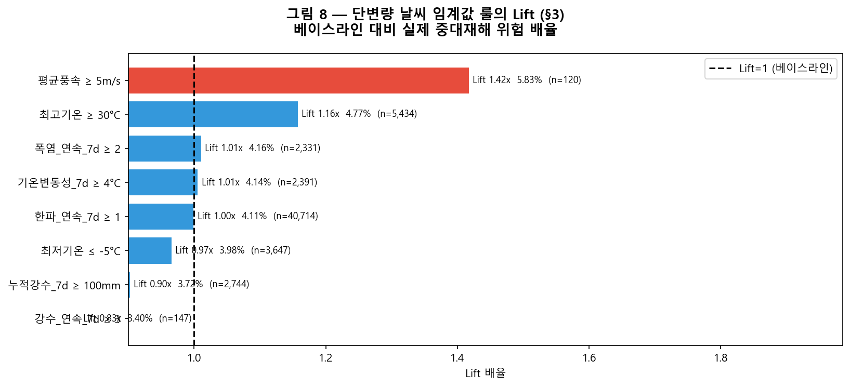 그림 8 — 단변량 날씨 임계값 룰의 Lift (§3)
베이스라인 대비 실제 중대재해 위험 배율
Lift=1 (베이스라인)
평균풍속 ≥ 5m/s Lift 1.42x 5.83% (n=120)
최고기온 ≥ 30°C Lift 1.16x 4.77% (n=5,434)
폭염_연속_7d ≥ 2 Lift 1.01x 4.16% (n=2,331)
기온변동성_7d ≥ 4°C Lift 1.01x 4.14% (n=2,391)
한파_연속_7d ≥ 1 Lift 1.00x 4.11% (n=40,714)
최저기온 ≤ -5°C Lift 0.97x 3.98% (n=3,647)
누적강수_7d ≥ 100mm Lift 0.90x 3.72% (n=2,744)
강수_연속_7d ≥ 3.40% (n=147)
1.0 1.2 1.4 1.6 1.8
Lift 배율